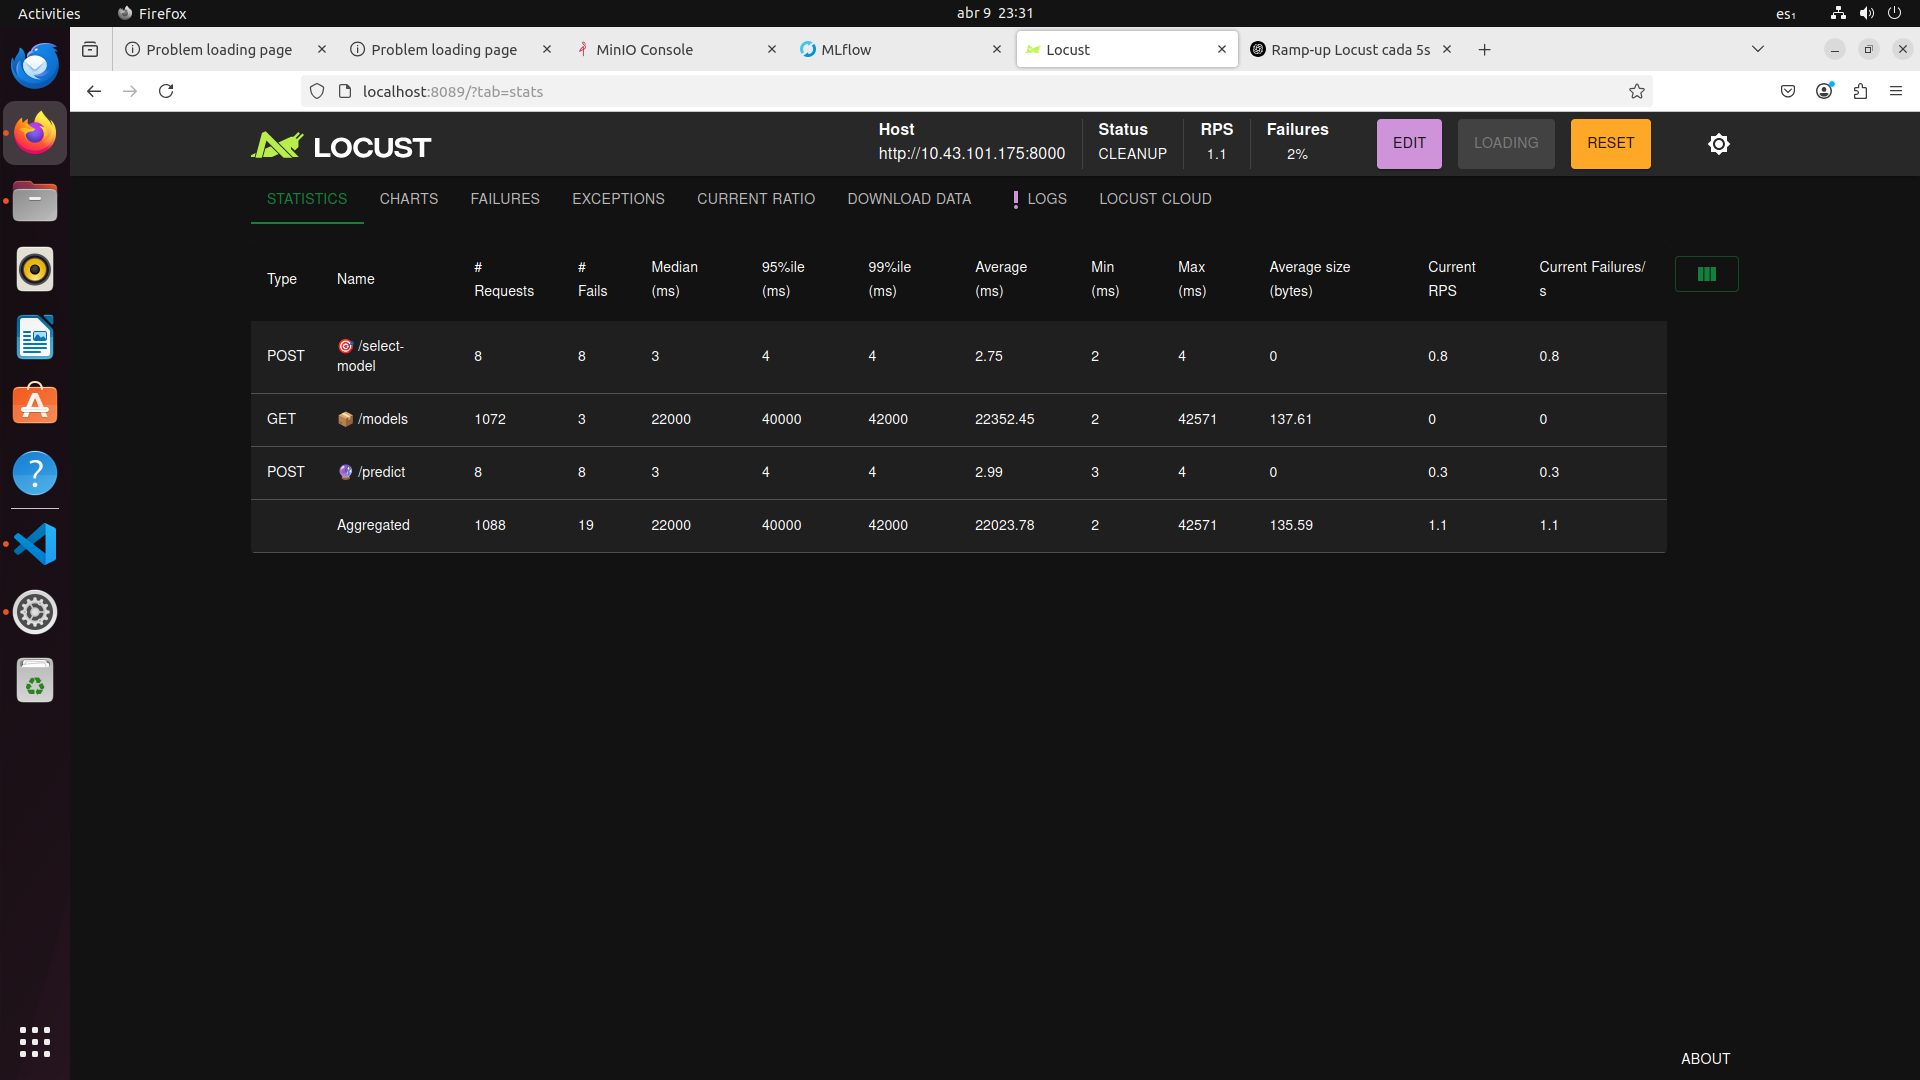 Activities Firefox abr 9 23:31 es₁
Problem loading page Problem loading page MinIO Console MLflow Locust Ramp-up Locust cada 5s
localhost:8089/?tab=stats
LOCUST
Host Status RPS Failures
http://10.43.101.175:8000 CLEANUP 1.1 2%
EDIT LOADING RESET
STATISTICS CHARTS FAILURES EXCEPTIONS CURRENT RATIO DOWNLOAD DATA LOGS LOCUST CLOUD
Type Name # Requests # Fails Median (ms) 95%ile (ms) 99%ile (ms) Average (ms) Min (ms) Max (ms) Average size (bytes) Current RPS Current Failures/s
POST 🎯 /select-model 8 8 3 4 4 2.75 2 4 0 0.8 0.8
GET 📦 /models 1072 3 22000 40000 42000 22352.45 2 42571 137.61 0 0
POST 🔮 /predict 8 8 3 4 4 2.99 3 4 0 0.3 0.3
Aggregated 1088 19 22000 40000 42000 22023.78 2 42571 135.59 1.1 1.1
ABOUT